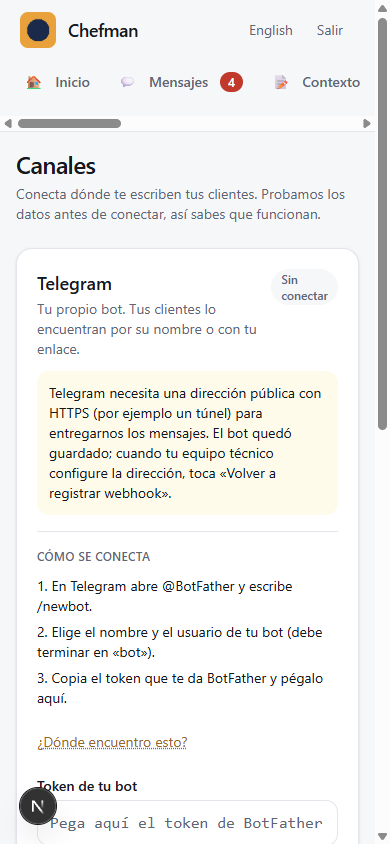 Chefman
English
Salir
Inicio
Mensajes
4
Contexto
Canales
Conecta dónde te escriben tus clientes. Probamos los
datos antes de conectar, así sabes que funcionan.
Telegram
Sin
conectar
Tu propio bot. Tus clientes lo
encuentran por su nombre o con tu
enlace.
Telegram necesita una dirección pública con
HTTPS (por ejemplo un túnel) para
entregarnos los mensajes. El bot quedó
guardado; cuando tu equipo técnico
configure la dirección, toca «Volver a
registrar webhook».
CÓMO SE CONECTA
1. En Telegram abre @BotFather y escribe
/newbot.
2. Elige el nombre y el usuario de tu bot (debe
terminar en «bot»).
3. Copia el token que te da BotFather y pégalo
aquí.
¿Dónde encuentro esto?
Token de tu bot
N
Pega aquí el token de BotFather